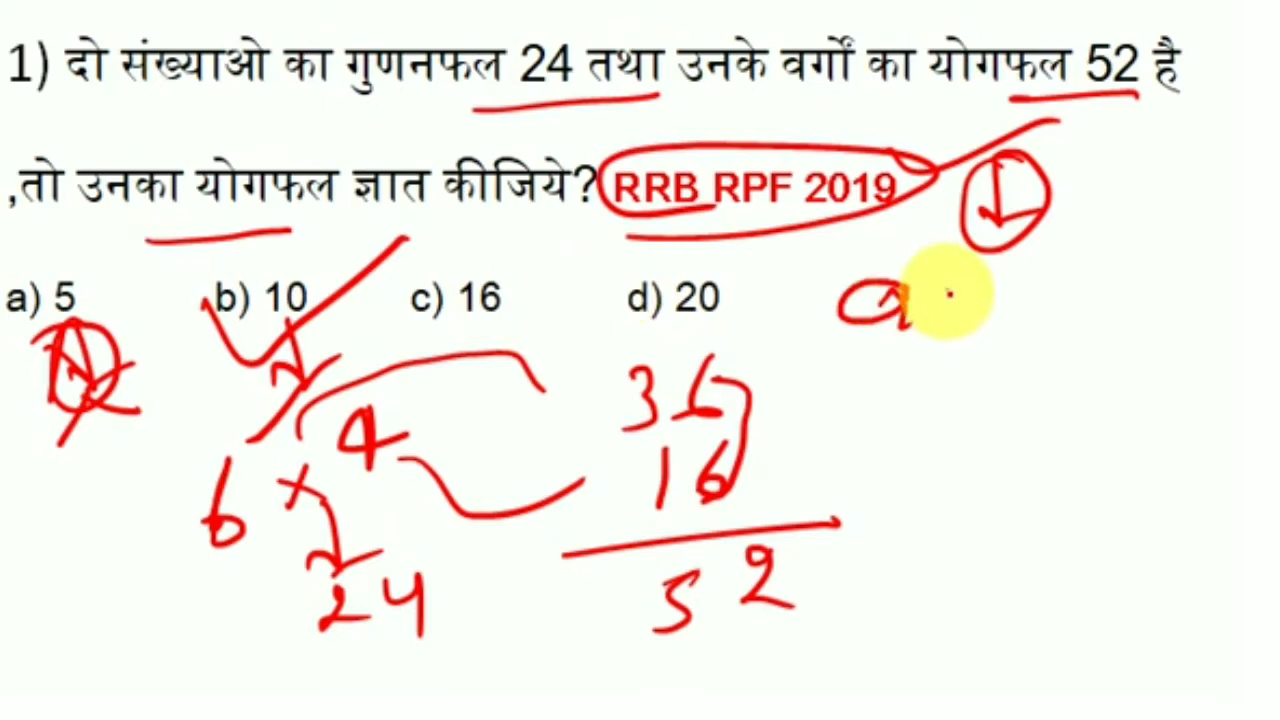 1) दो संख्याओ का गुणनफल 24 तथा उनके वर्गों का योगफल 52 है
,तो उनका योगफल ज्ञात कीजिये? RRB RPF 2019
a) 5 b) 10 c) 16 d) 20
a
36
4
16
6 ×
52
24